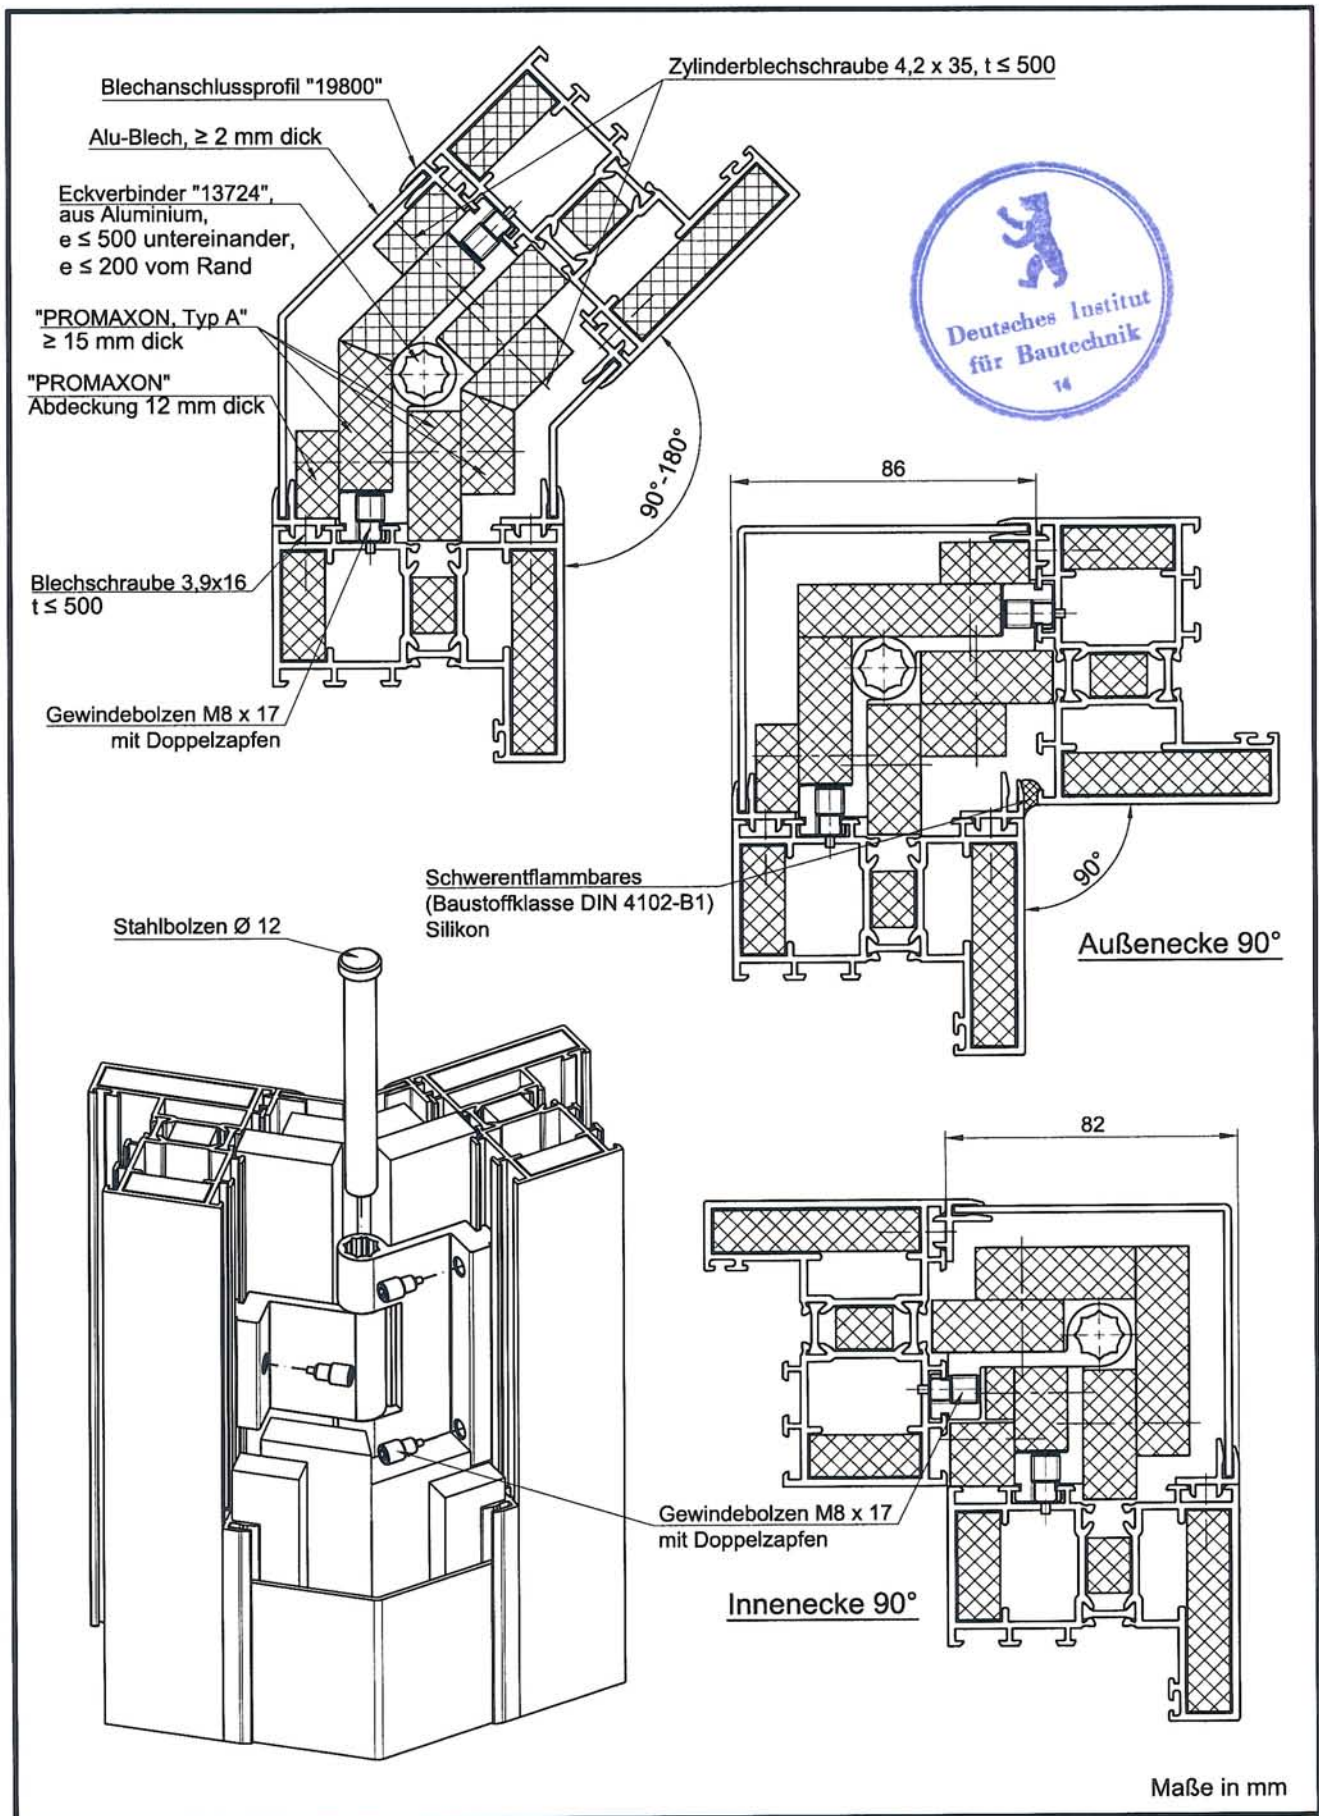 Zylinderblechschraube 4,2 x 35, t ≤ 500
Blechanschlussprofil "19800"
Alu-Blech, ≥ 2 mm dick
Eckverbinder "13724",
aus Aluminium,
e ≤ 500 untereinander,
e ≤ 200 vom Rand
"PROMAXON, Typ A"
≥ 15 mm dick
"PROMAXON"
Abdeckung 12 mm dick
Blechschraube 3,9x16
t ≤ 500
Gewindebolzen M8 x 17
mit Doppelzapfen
90°-180°
Deutsches Institut
für Bautechnik
14
86
90°
Schwerentflammbares
(Baustoffklasse DIN 4102-B1)
Silikon
Außenecke 90°
Stahlbolzen Ø 12
82
Gewindebolzen M8 x 17
mit Doppelzapfen
Innenecke 90°
Maße in mm